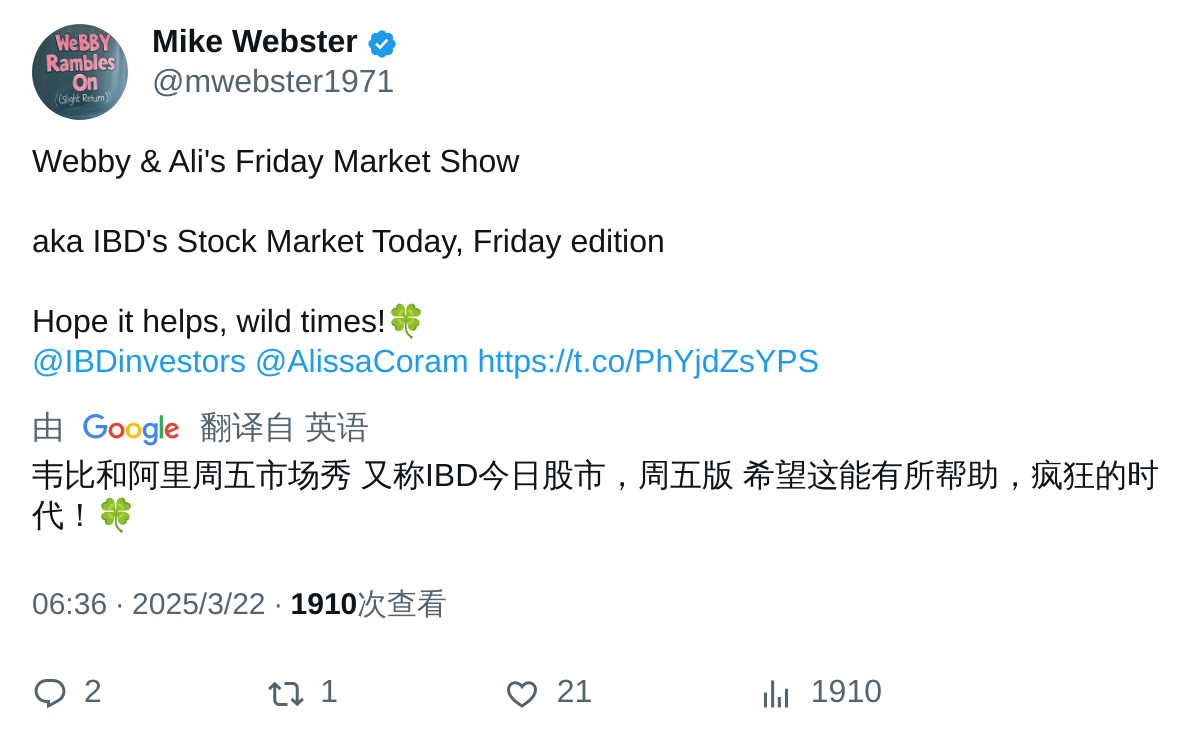 WeBBY
Rambles
On
((Slight Return))
Mike Webster
@mwebster1971
Webby & Ali's Friday Market Show
aka IBD's Stock Market Today, Friday edition
Hope it helps, wild times!🍀
@IBDinvestors @AlissaCoram https://t.co/PhYjdZsYPS
由 Google 翻译自 英语
韦比和阿里周五市场秀 又称IBD今日股市，周五版 希望这能有所帮助，疯狂的时
代！🍀
06:36 · 2025/3/22 · 1910次查看
2 1 21 1910